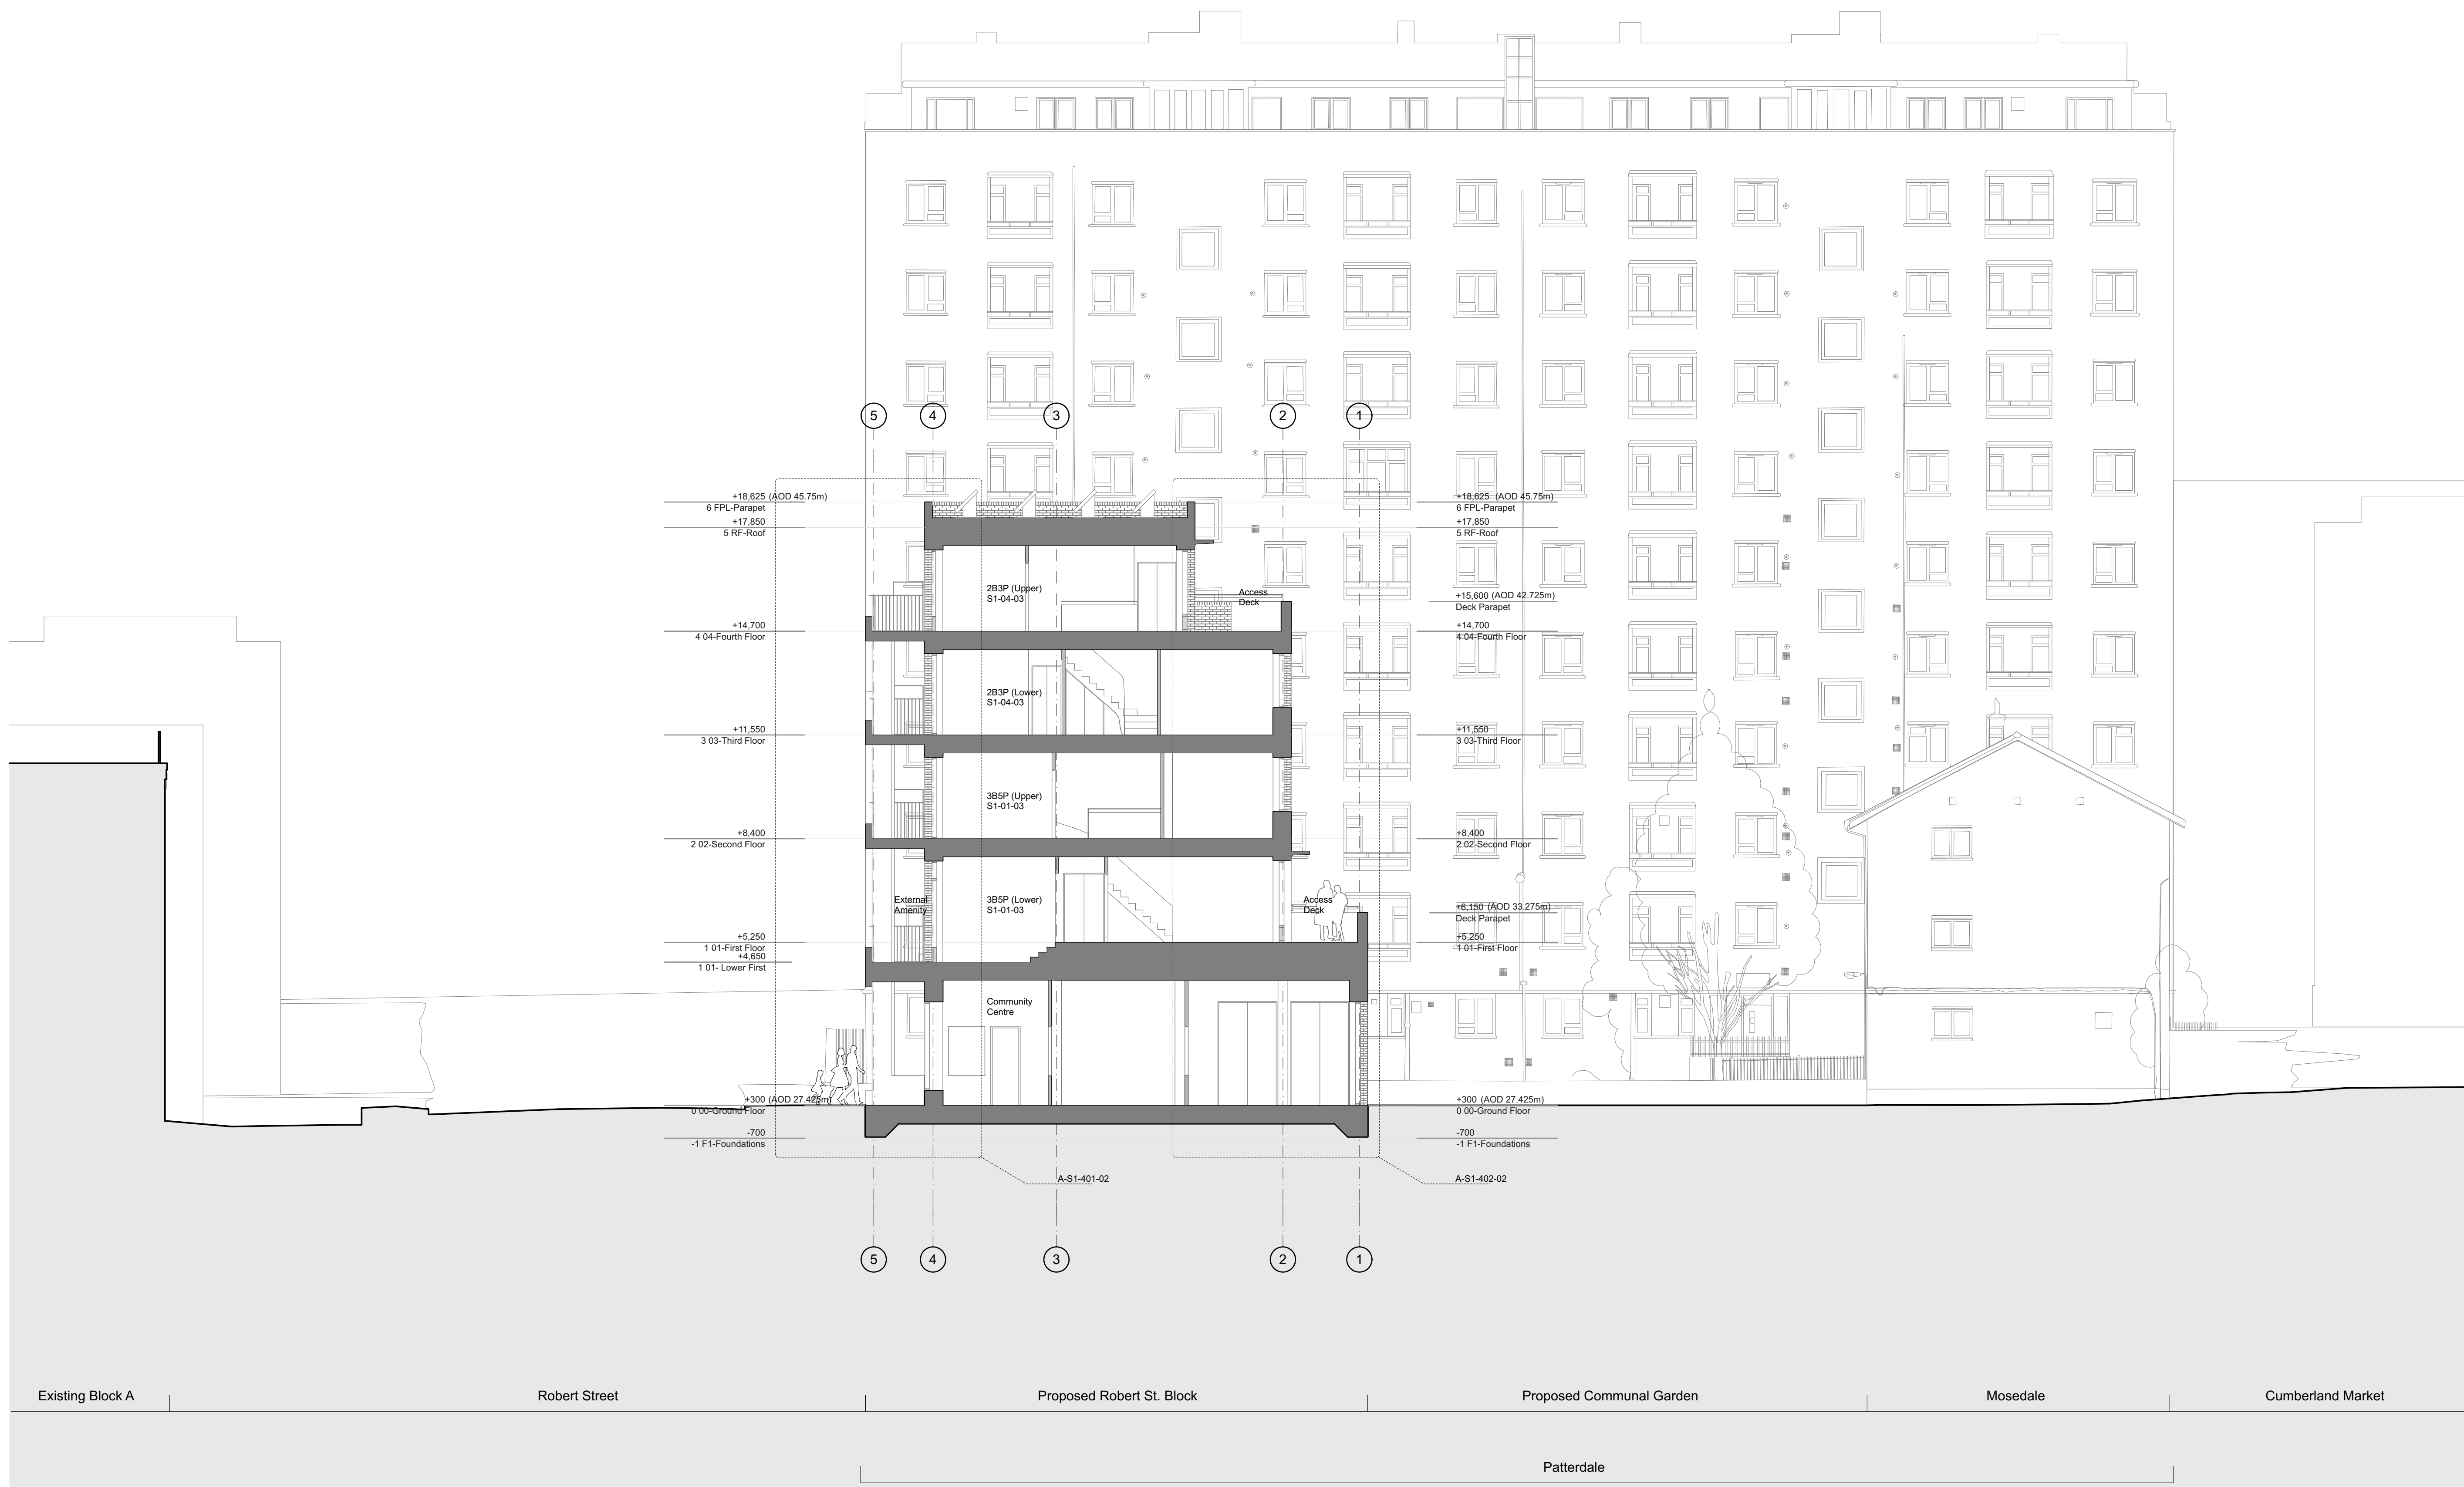 5 4 3 2 1
+18,625 (AOD 45.75m)
6 FPL-Parapet
+17,850
5 RF-Roof
+14,700
4 04-Fourth Floor
+11,550
3 03-Third Floor
+8,400
2 02-Second Floor
+5,250
1 01-First Floor
+4,650
1 01- Lower First
+300 (AOD 27.425m)
0 00-Ground Floor
-700
-1 F1-Foundations
2B3P (Upper)
S1-04-03
Access
Deck
2B3P (Lower)
S1-04-03
3B5P (Upper)
S1-01-03
External
Amenity
3B5P (Lower)
S1-01-03
Access
Deck
Community
Centre
+18,625 (AOD 45.75m)
6 FPL-Parapet
+17,850
5 RF-Roof
+15,600 (AOD 42.725m)
Deck Parapet
+14,700
4 04-Fourth Floor
+11,550
3 03-Third Floor
+8,400
2 02-Second Floor
+6,150 (AOD 33.275m)
Deck Parapet
+5,250
1 01-First Floor
+300 (AOD 27.425m)
0 00-Ground Floor
-700
-1 F1-Foundations
A-S1-401-02
A-S1-402-02
5 4 3 2 1
Existing Block A
Robert Street
Proposed Robert St. Block
Proposed Communal Garden
Mosedale
Cumberland Market
Patterdale